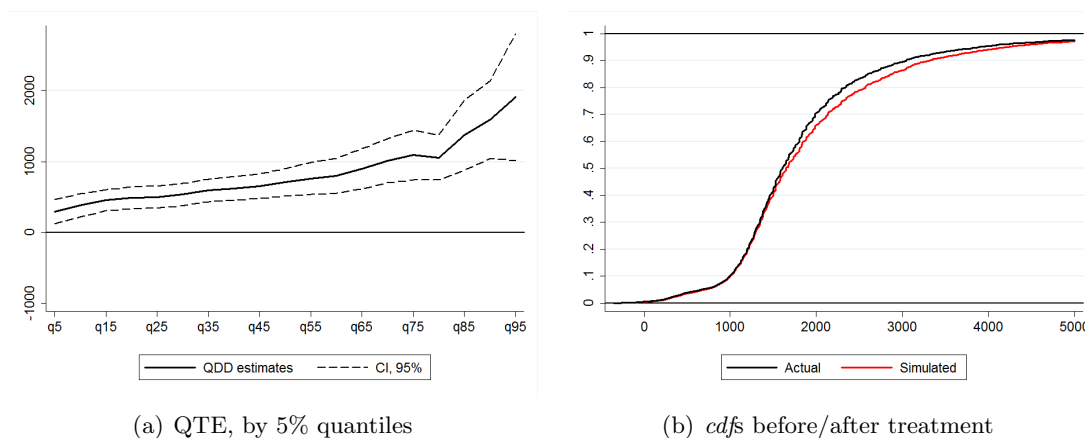 2000
1000
0
-1000
q5 q15 q25 q35 q45 q55 q65 q75 q85 q95
QDD estimates CI, 95%
(a) QTE, by 5% quantiles
1
.9
.8
.7
.6
.5
.4
.3
.2
.1
0
0 1000 2000 3000 4000 5000
Actual Simulated
(b) cdfs before/after treatment